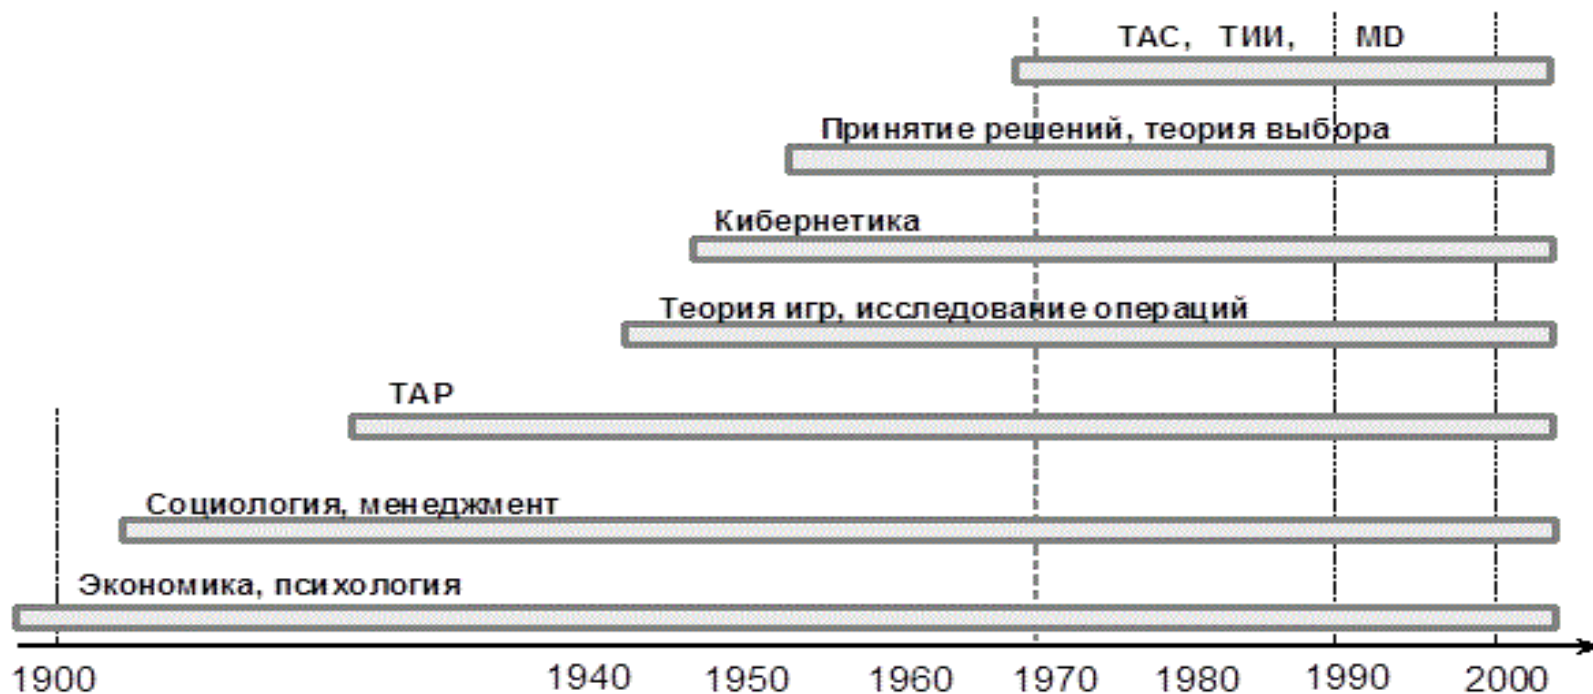 ТАС, ТИИ, MD
Принятие решений, теория выбора
Кибернетика
Теория игр, исследование операций
ТАР
Социология, менеджмент
Экономика, психология
1900 1940 1950 1960 1970 1980 1990 2000